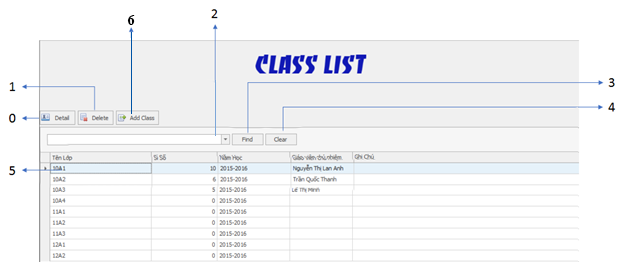 6
2
CLASS LIST
1
3
4
0
Detail
Delete
Add Class
Find
Clear
5
Tên Lớp Sỉ Số Năm Học Giáo viên chủ nhiệm Ghi Chú
10A1 10 2015-2016 Nguyễn Thị Lan Anh
10A2 6 2015-2016 Trần Quốc Thanh
10A3 5 2015-2016 Lê Thị Minh
10A4 0 2015-2016
11A1 0 2015-2016
11A2 0 2015-2016
11A3 0 2015-2016
12A1 0 2015-2016
12A2 0 2015-2016